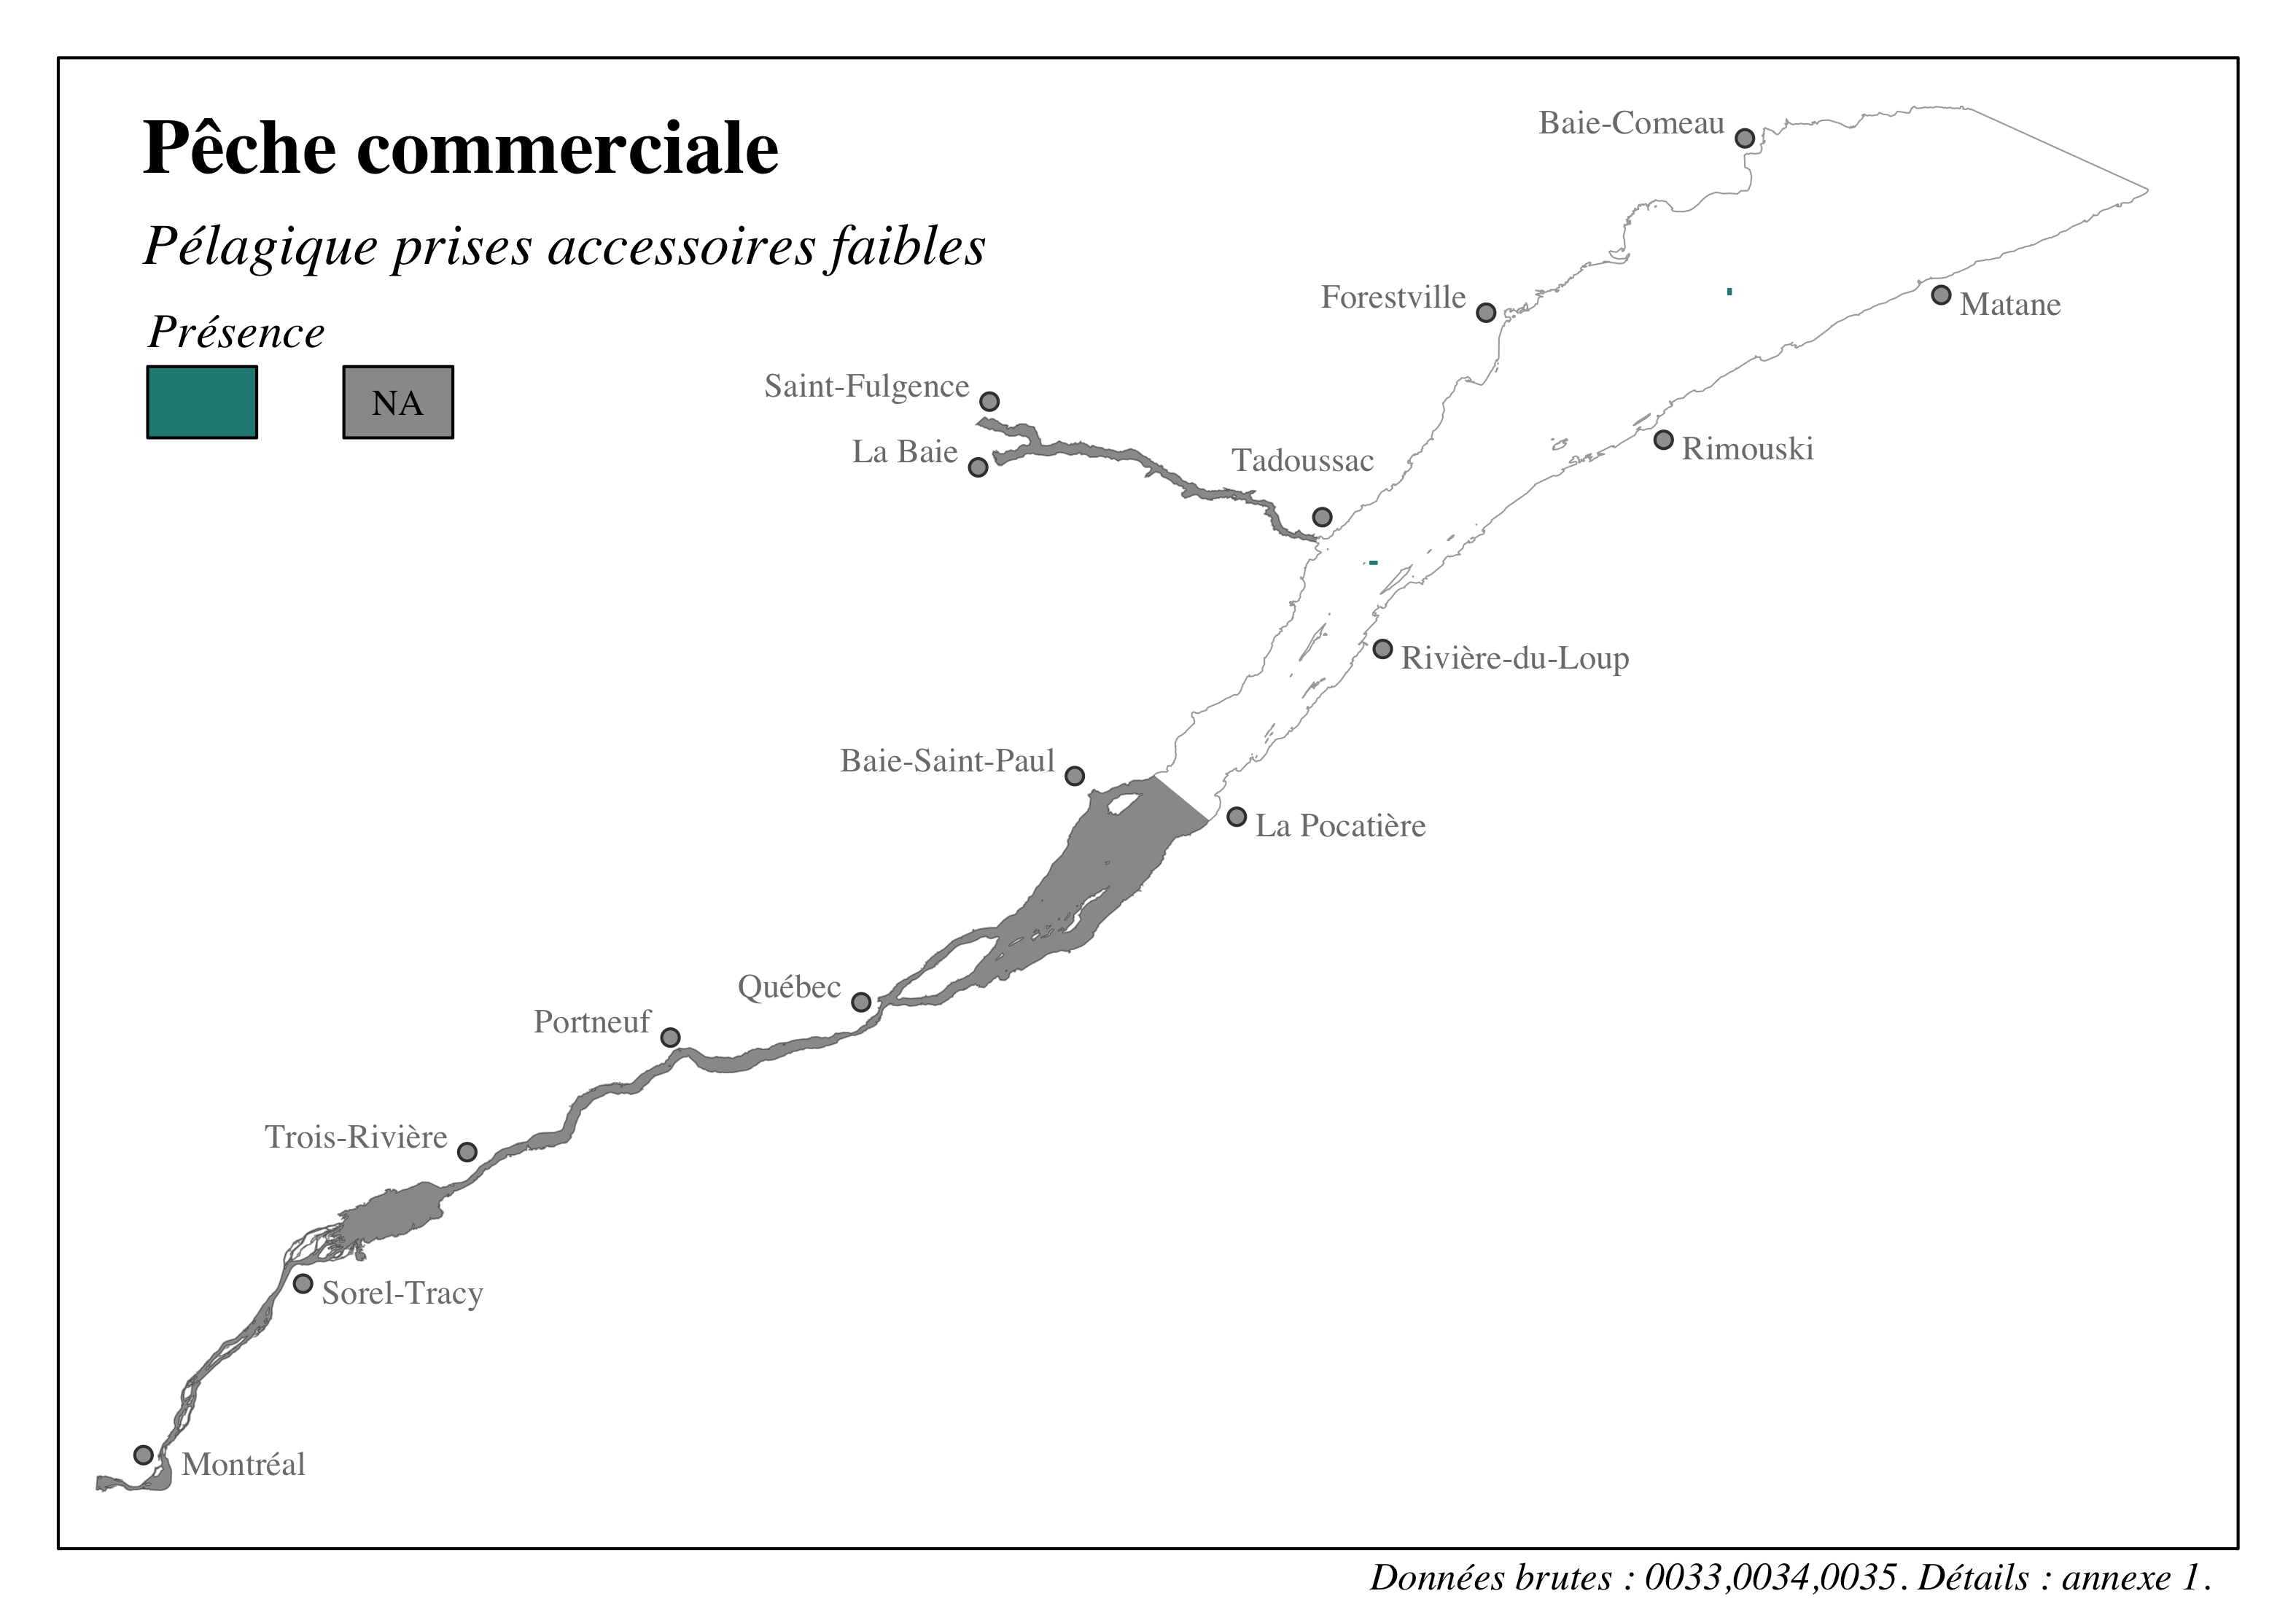 Pêche commerciale
Pélagique prises accessoires faibles
Présence
NA
Baie-Comeau
Forestville
Matane
Saint-Fulgence
La Baie
Tadoussac
Rimouski
Rivière-du-Loup
Baie-Saint-Paul
La Pocatière
Québec
Portneuf
Trois-Rivière
Sorel-Tracy
Montréal
Données brutes : 0033,0034,0035. Détails : annexe 1.